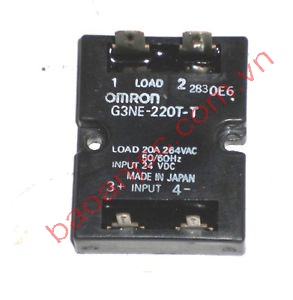 1 LOAD 2
2830E6
OMRON
G3NE-220T-T
LOAD 20A 264VAC
50/60Hz
INPUT 24 VDC
MADE IN JAPAN
3+ INPUT 4-
baoanjsc.com.vn